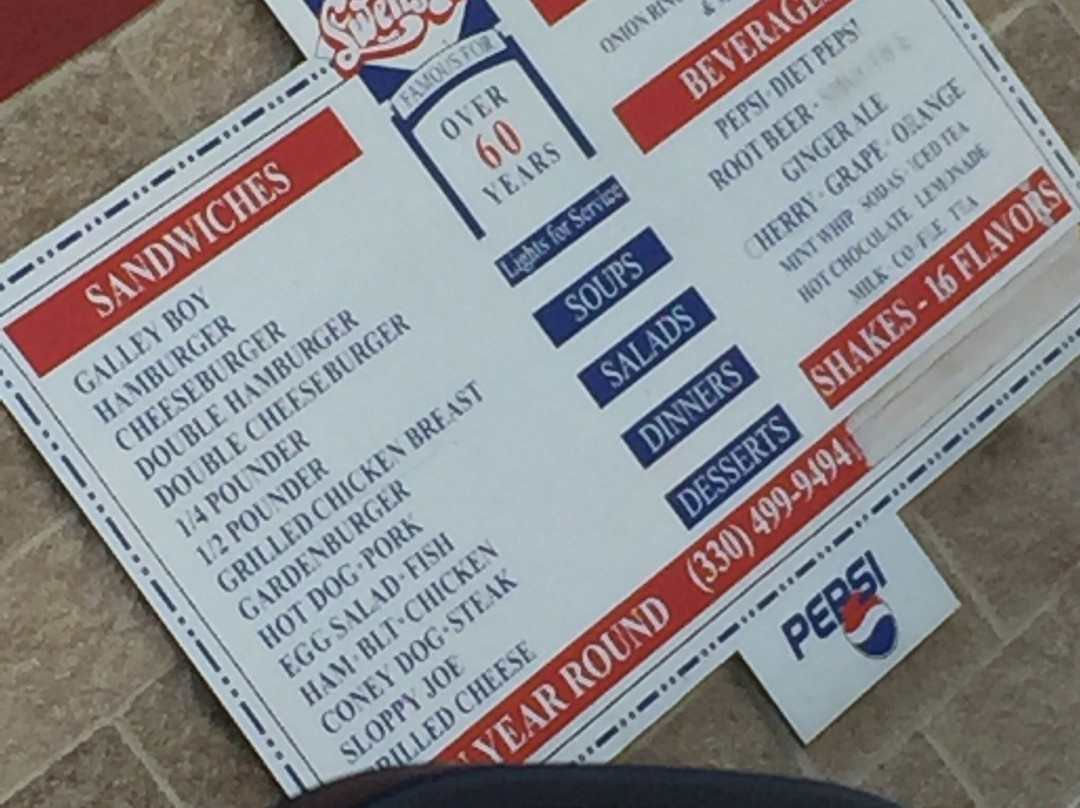 Swensons
FAMOUS FOR
OVER
60
YEARS
SANDWICHES
GALLEY BOY
HAMBURGER
CHEESEBURGER
DOUBLE HAMBURGER
DOUBLE CHEESEBURGER
1/4 POUNDER
1/2 POUNDER
GRILLED CHICKEN BREAST
GARDENBURGER
HOT DOG • PORK
EGG SALAD • FISH
HAM • BLT • CHICKEN
CONEY DOG • STEAK
SLOPPY JOE
RILLED CHEESE
Lights for Service
SOUPS
SALADS
DINNERS
DESSERTS
ONION RIN
&
BEVERAGE
PEPSI • DIET PEPSI
ROOT BEER •
GINGER ALE
CHERRY • GRAPE • ORANGE
MINT WHIP SODAS • ICED TEA
HOT CHOCOLATE LEMONADE
MILK COFFEE TEA
SHAKES - 16 FLAVORS
YEAR ROUND (330) 499-9494
PEPSI